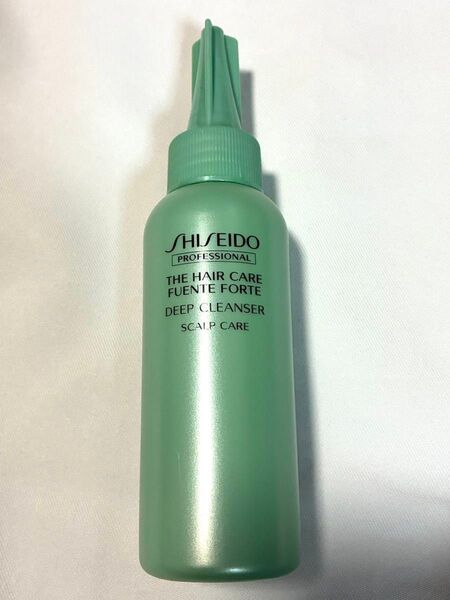 SHISEIDO
PROFESSIONAL
THE HAIR CARE
FUENTE FORTE
DEEP CLEANSER
SCALP CARE